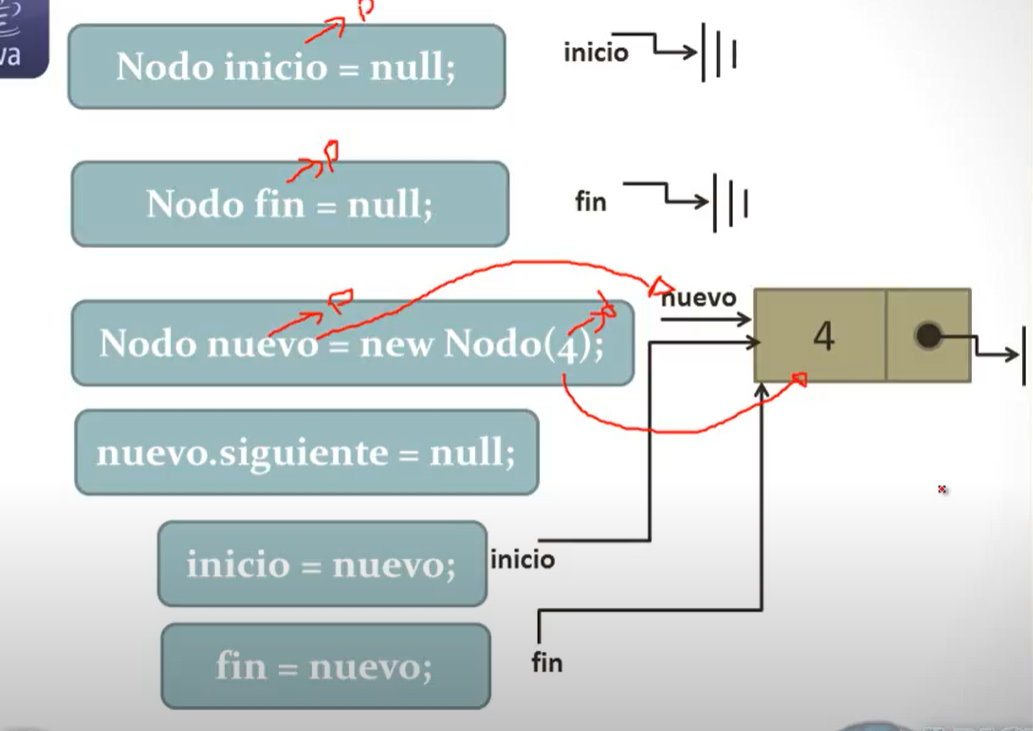 va
Nodo inicio = null;
inicio
Nodo fin = null;
fin
Nodo nuevo = new Nodo(4);
nuevo
4
nuevo.siguiente = null;
inicio = nuevo;
inicio
fin = nuevo;
fin